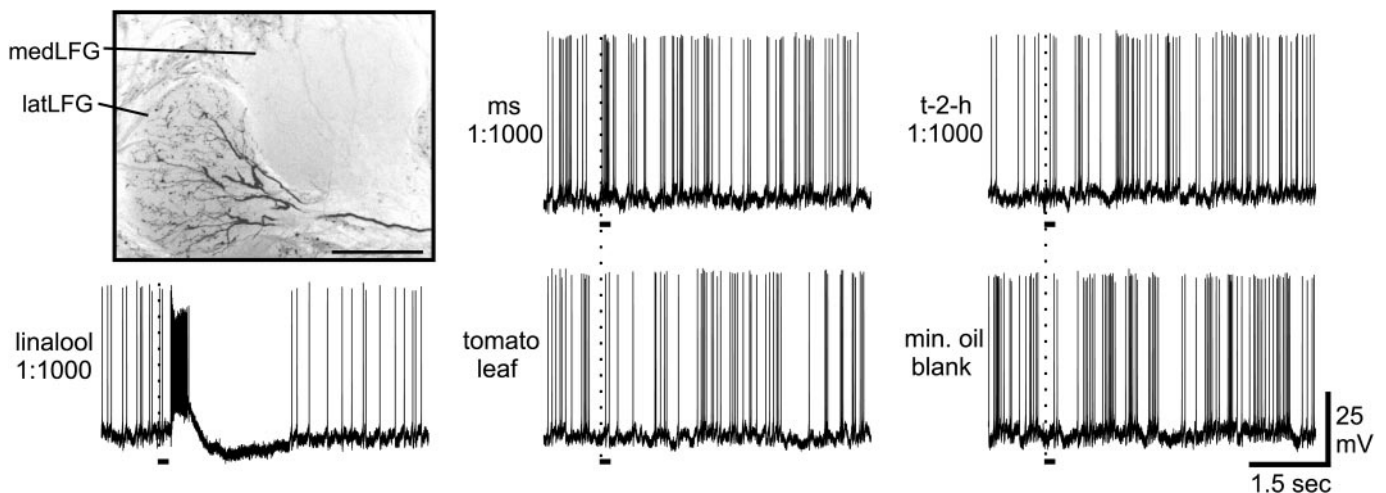 medLFG
latLFG
linalool
1:1000
ms
1:1000
tomato
leaf
t-2-h
1:1000
min. oil
blank
25
mV
1.5 sec